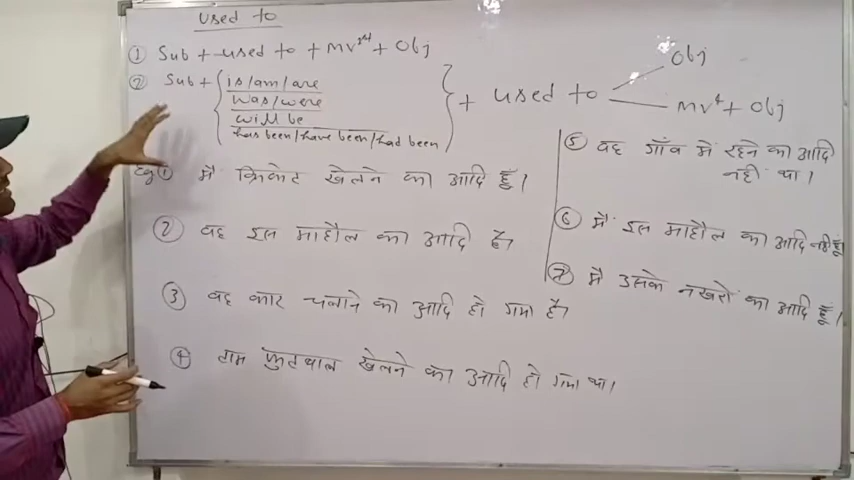 used to
① Sub + used to + mv1st + Obj
② Sub + { is/am/are
was/were
will be
has been/have been/had been } + used to
Obj
mv4 + Obj
Eg ① मैं क्रिकेट खेलने का आदि हूँ।
② वह इस माहौल का आदि है।
③ वह कार चलाने का आदि हो गया है।
④ राम फुटबाल खेलने का आदि हो गया था।
⑤ वह गाँव में रहने का आदि
नही था।
⑥ मैं इस माहौल का आदि नही हूँ।
⑦ मैं उसके नखरों का आदि हूँ।